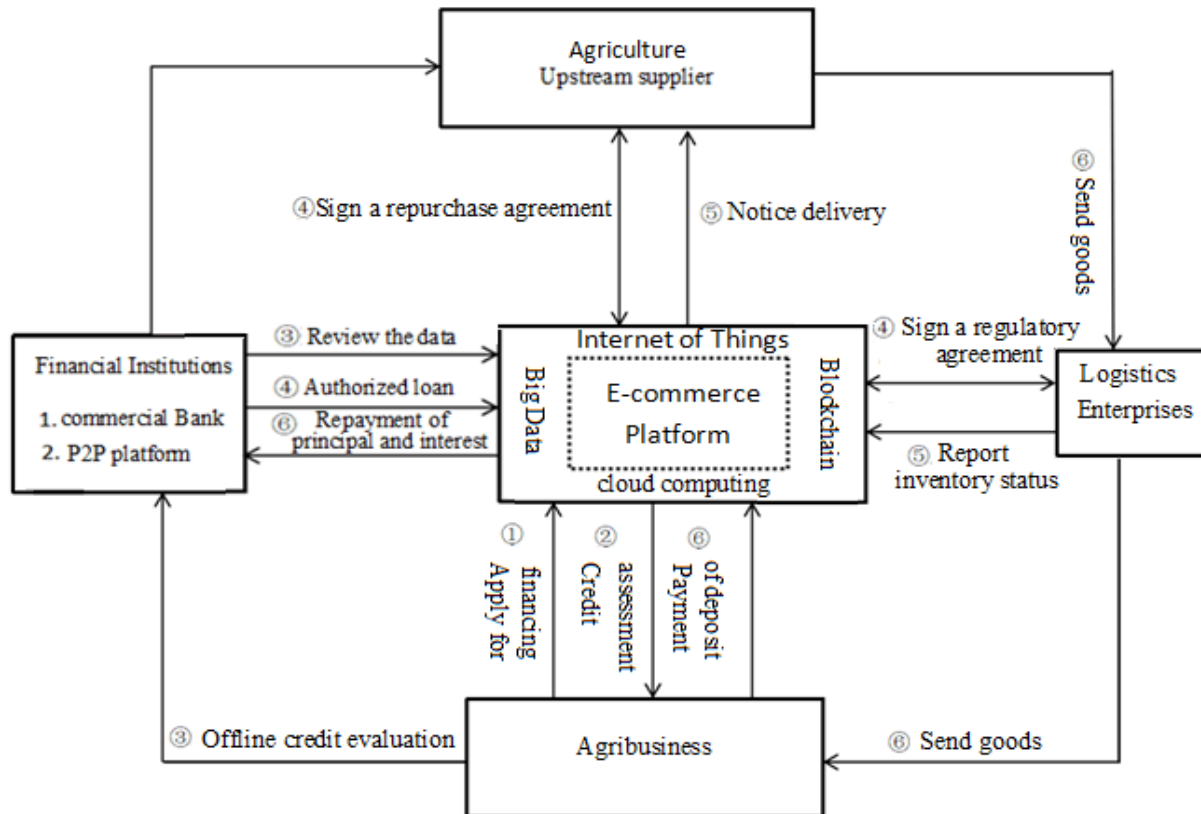 Agriculture
Upstream supplier
④Sign a repurchase agreement
⑤ Notice delivery
⑥ Send goods
Financial Institutions
1. commercial Bank
2. P2P platform
③ Review the data
④ Authorized loan
⑥ Repayment of
principal and interest
Internet of Things
Big Data
E-commerce
Platform
Blockchain
cloud computing
④ Sign a regulatory
agreement
⑤ Report
inventory status
Logistics
Enterprises
①
financing
Apply for
②
assessment
Credit
⑥
of deposit
Payment
③ Offline credit evaluation
Agribusiness
⑥ Send goods